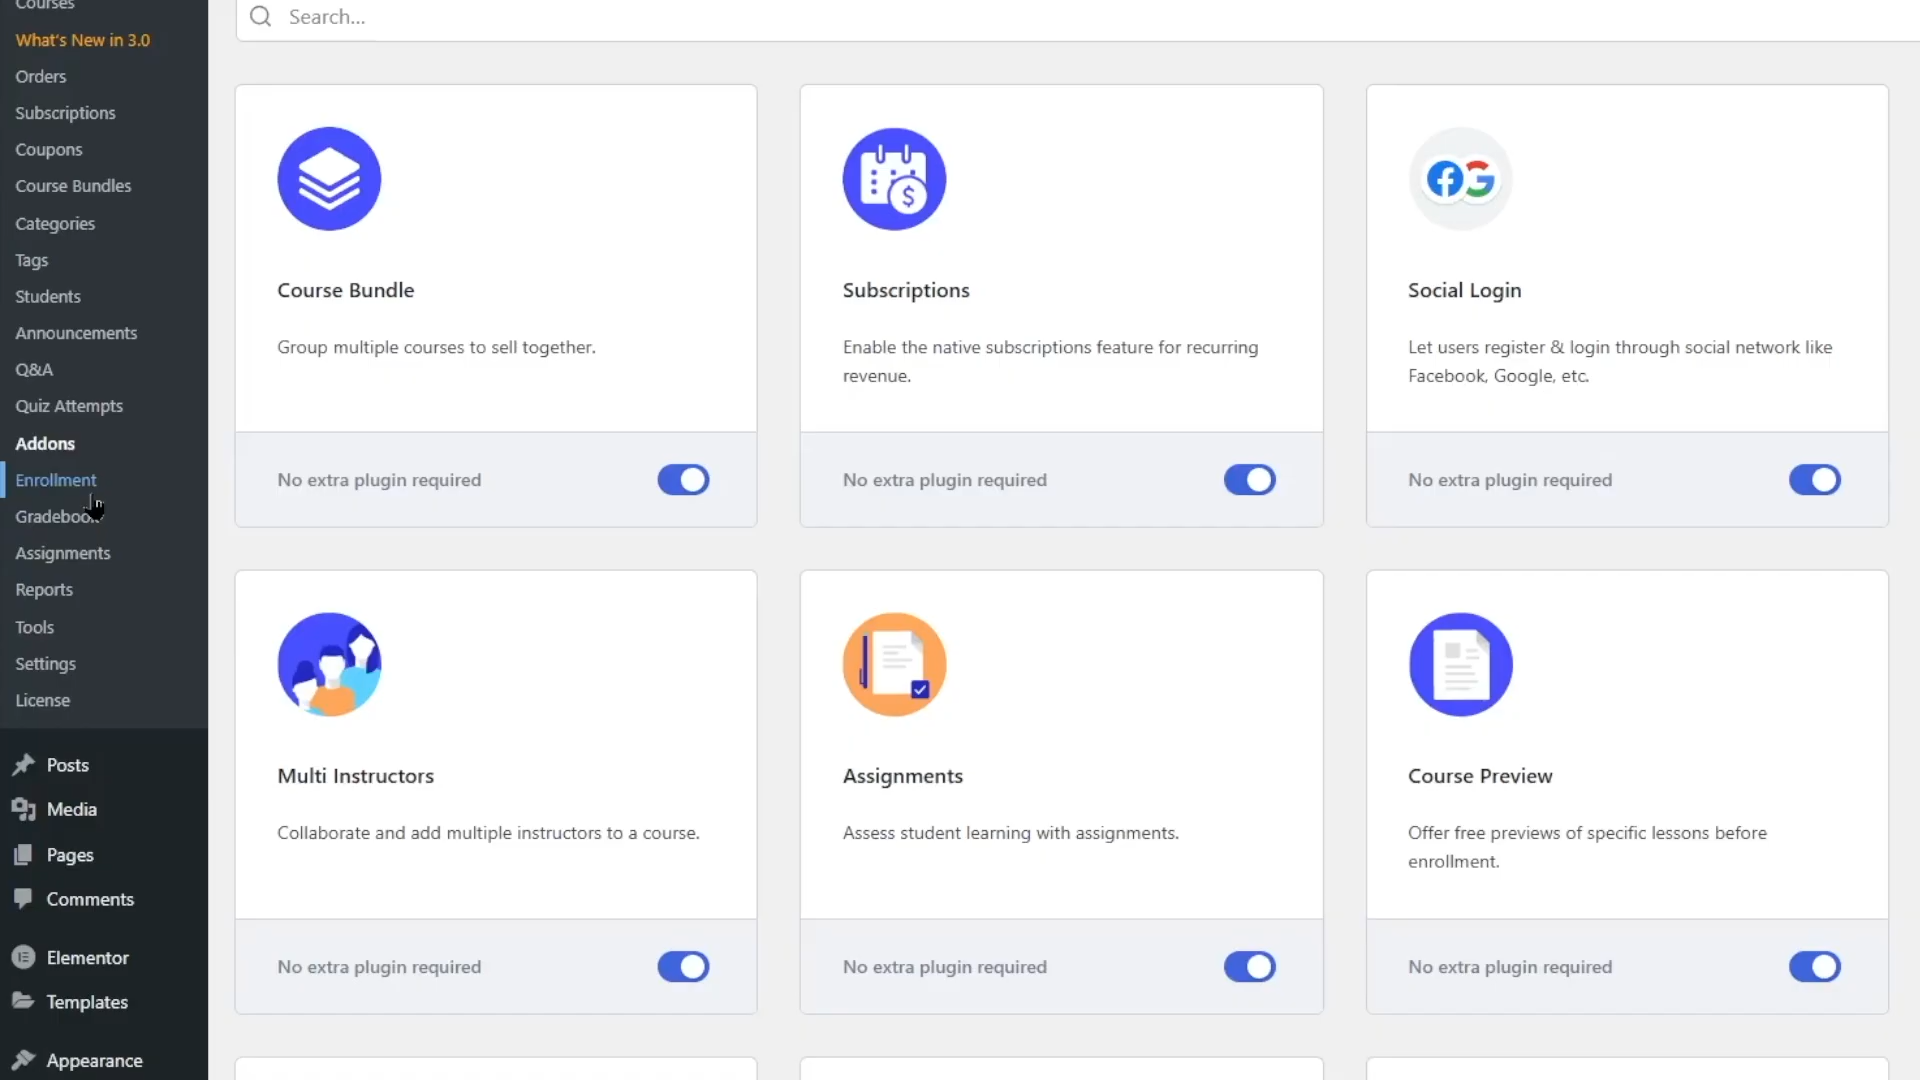 Courses
What's New in 3.0
Orders
Subscriptions
Coupons
Course Bundles
Categories
Tags
Students
Announcements
Q&A
Quiz Attempts
Addons
Enrollment
Gradebook
Assignments
Reports
Tools
Settings
License
Posts
Media
Pages
Comments
Elementor
Templates
Appearance
Search...
Course Bundle
Group multiple courses to sell together.
No extra plugin required
Subscriptions
Enable the native subscriptions feature for recurring
revenue.
No extra plugin required
Social Login
Let users register & login through social network like
Facebook, Google, etc.
No extra plugin required
Multi Instructors
Collaborate and add multiple instructors to a course.
No extra plugin required
Assignments
Assess student learning with assignments.
No extra plugin required
Course Preview
Offer free previews of specific lessons before
enrollment.
No extra plugin required